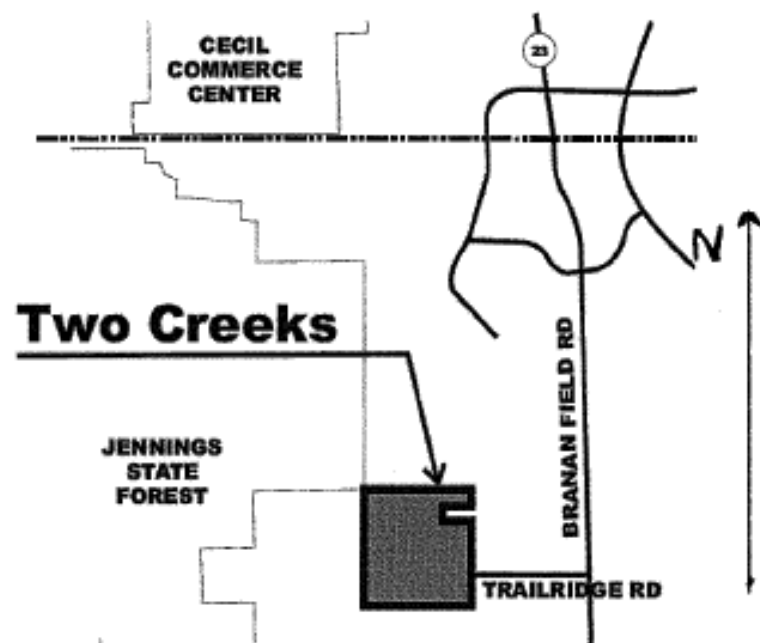 CECIL
COMMERCE
CENTER
23
N
Two Creeks
BRANAN FIELD RD
JENNINGS
STATE
FOREST
TRAILRIDGE RD